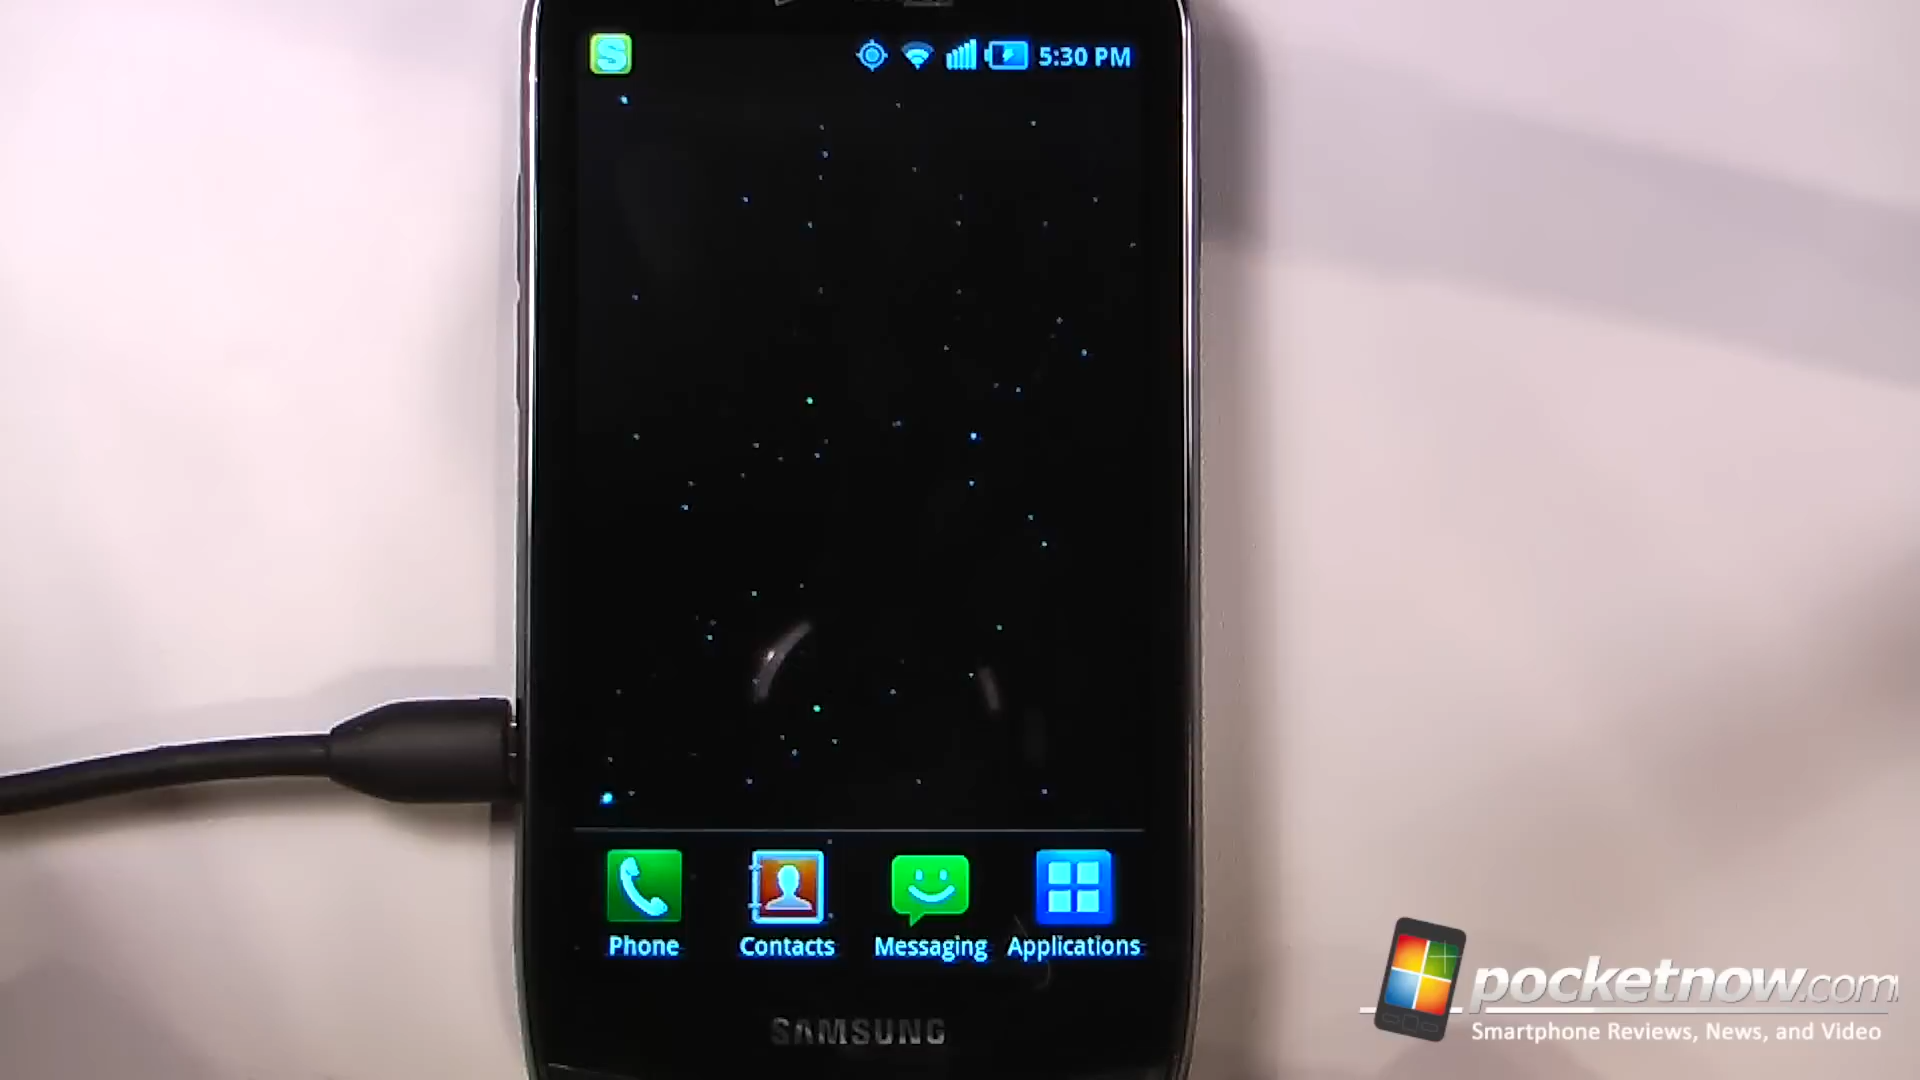 5:30 PM
Phone Contacts Messaging Applications
SAMSUNG
pocketnow.com
Smartphone Reviews, News, and Video